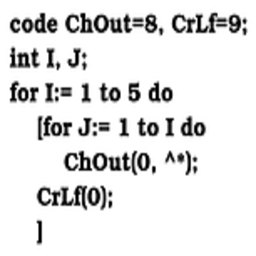 code ChOut=8, CrLf=9;
int I, J;
for I:= 1 to 5 do
[for J:= 1 to I do
ChOut(0, ^*);
CrLf(0);
]